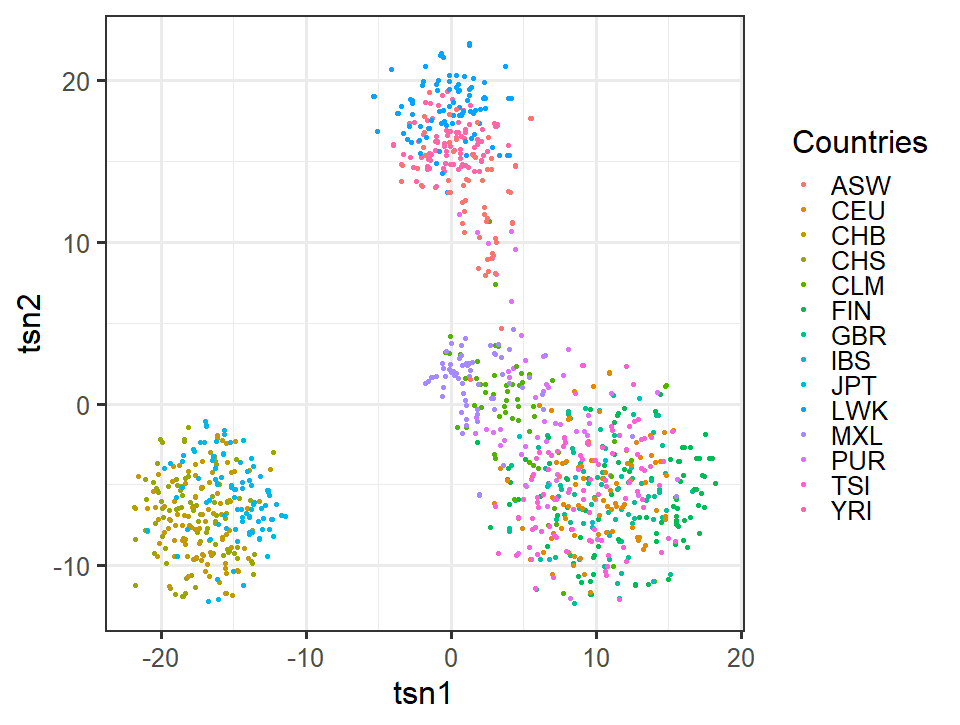 20
10
0
-10
tsn2
-20
-10
0
10
20
tsn1
Countries
ASW
CEU
CHB
CHS
CLM
FIN
GBR
IBS
JPT
LWK
MXL
PUR
TSI
YRI